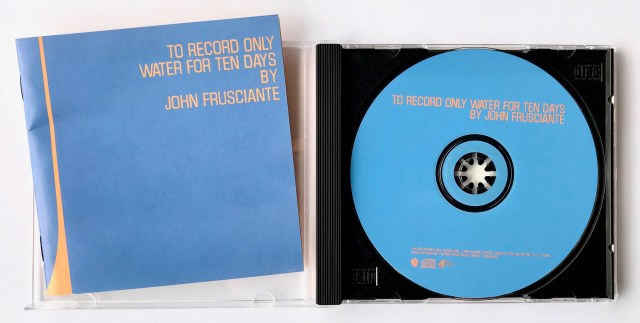 TO RECORD ONLY
WATER FOR TEN DAYS
BY
JOHN FRUSCIANTE
TO RECORD ONLY WATER FOR TEN DAYS
BY JOHN FRUSCIANTE